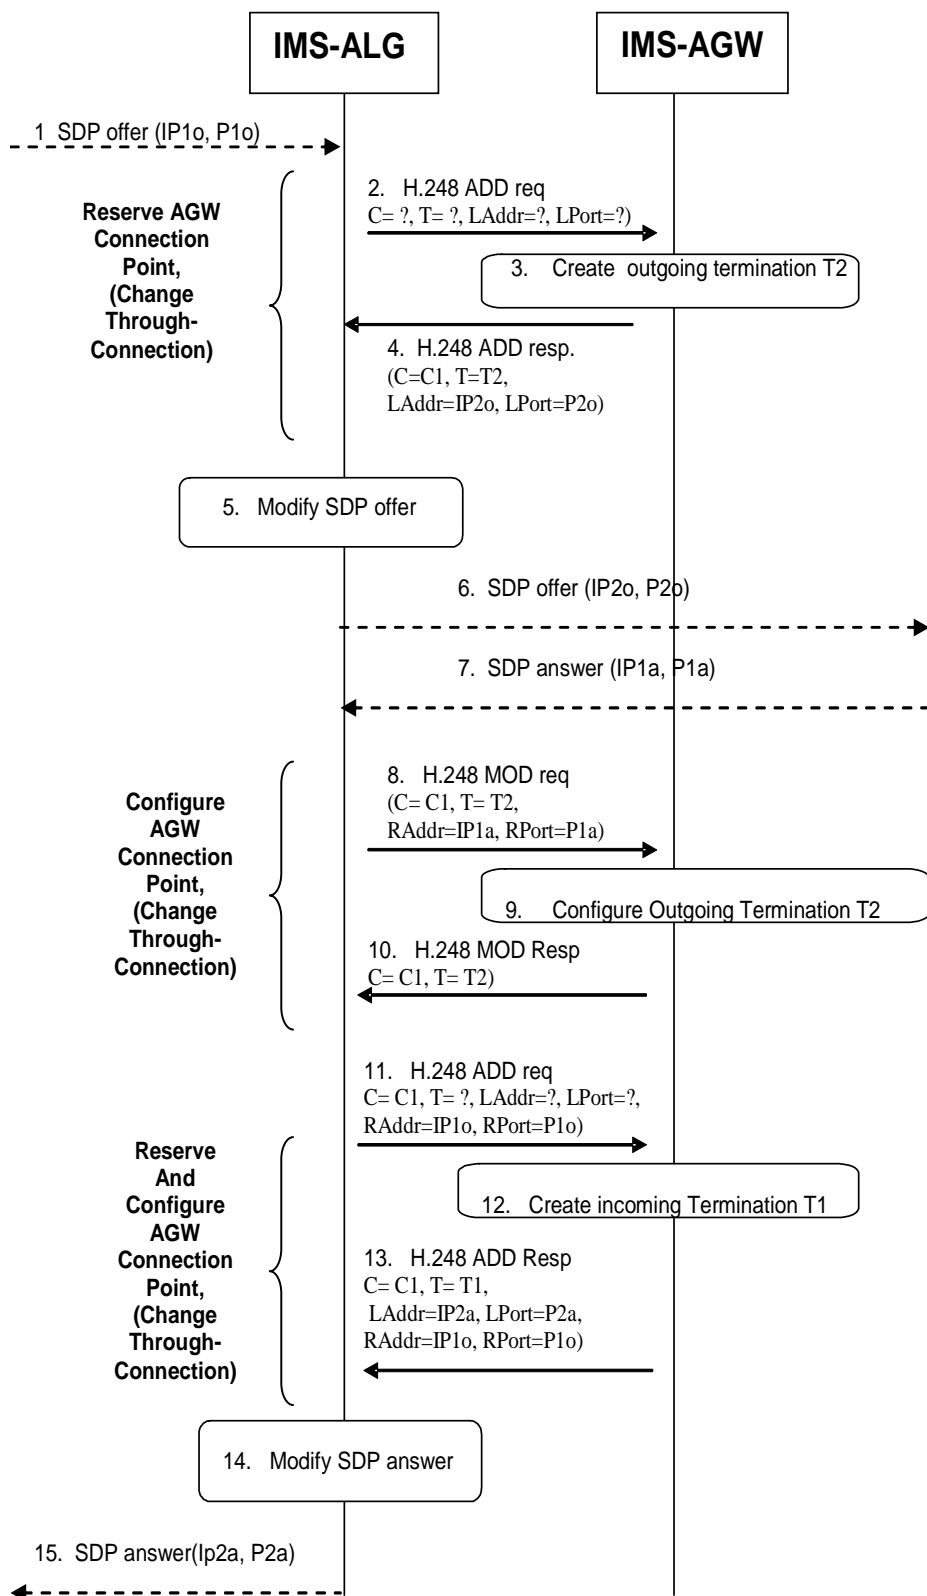 IMS-ALG
IMS-AGW
1 SDP offer (IP1o, P1o)
Reserve AGW
Connection
Point,
(Change
Through-
Connection)
2. H.248 ADD req
C= ?, T= ?, LAddr=?, LPort=?)
3. Create outgoing termination T2
4. H.248 ADD resp.
(C=C1, T=T2,
LAddr=IP2o, LPort=P2o)
5. Modify SDP offer
6. SDP offer (IP2o, P2o)
7. SDP answer (IP1a, P1a)
Configure
AGW
Connection
Point,
(Change
Through-
Connection)
8. H.248 MOD req
(C= C1, T= T2,
RAddr=IP1a, RPort=P1a)
9. Configure Outgoing Termination T2
10. H.248 MOD Resp
C= C1, T= T2)
11. H.248 ADD req
C= C1, T= ?, LAddr=?, LPort=?,
RAddr=IP1o, RPort=P1o)
Reserve
And
Configure
AGW
Connection
Point,
(Change
Through-
Connection)
12. Create incoming Termination T1
13. H.248 ADD Resp
C= C1, T= T1,
LAddr=IP2a, LPort=P2a,
RAddr=IP1o, RPort=P1o)
14. Modify SDP answer
15. SDP answer(Ip2a, P2a)